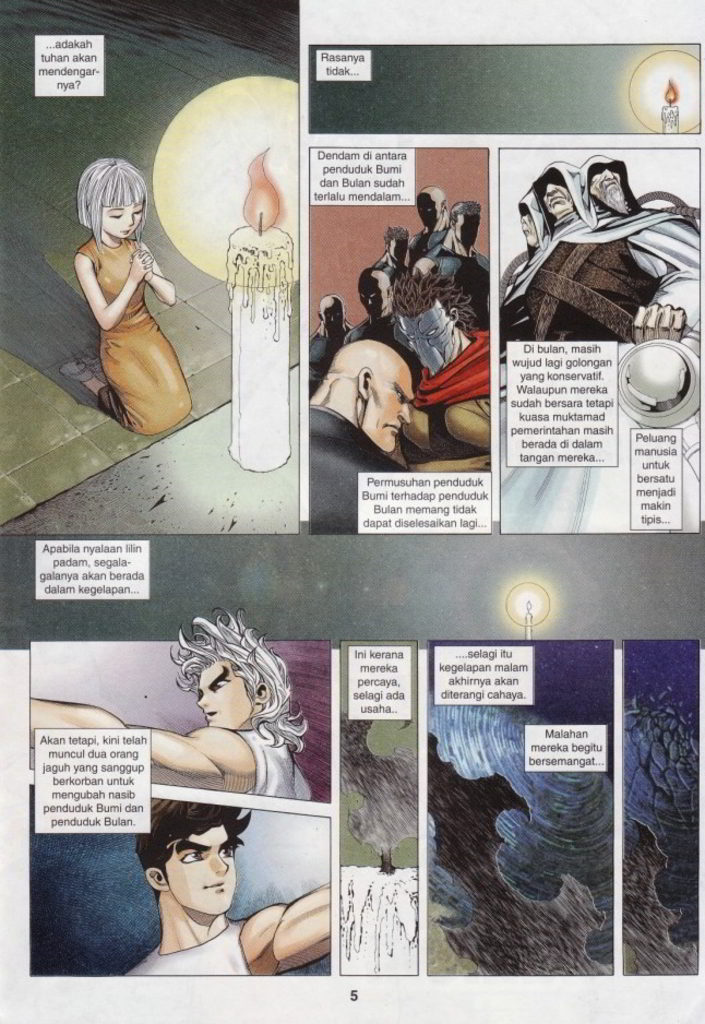 ...adakah
tuhan akan
mendengar-
nya?
Rasanya
tidak...
Dendam di antara
penduduk Bumi
dan Bulan sudah
terlalu mendalam...
Permusuhan penduduk
Bumi terhadap penduduk
Bulan memang tidak
dapat diselesaikan lagi...
Di bulan, masih
wujud lagi golongan
yang konservatif.
Walaupun mereka
sudah bersara tetapi
kuasa muktamad
pemerintahan masih
berada di dalam
tangan mereka...
Peluang
manusia
untuk
bersatu
menjadi
makin
tipis...
Apabila nyalaan lilin
padam, segala-
galanya akan berada
dalam kegelapan...
Akan tetapi, kini telah
muncul dua orang
jaguh yang sanggup
berkorban untuk
mengubah nasib
penduduk Bumi dan
penduduk Bulan.
Ini kerana
mereka
percaya,
selagi ada
usaha..
....selagi itu
kegelapan malam
akhirnya akan
diterangi cahaya.
Malahan
mereka begitu
bersemangat...
5